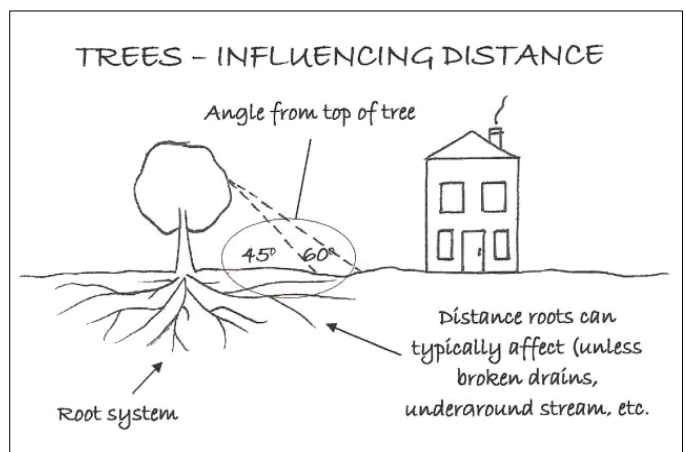 TREES – INFLUENCING DISTANCE
Angle from top of tree
45° 60°
Distance roots can
typically affect (unless
broken drains,
underground stream, etc.
Root system